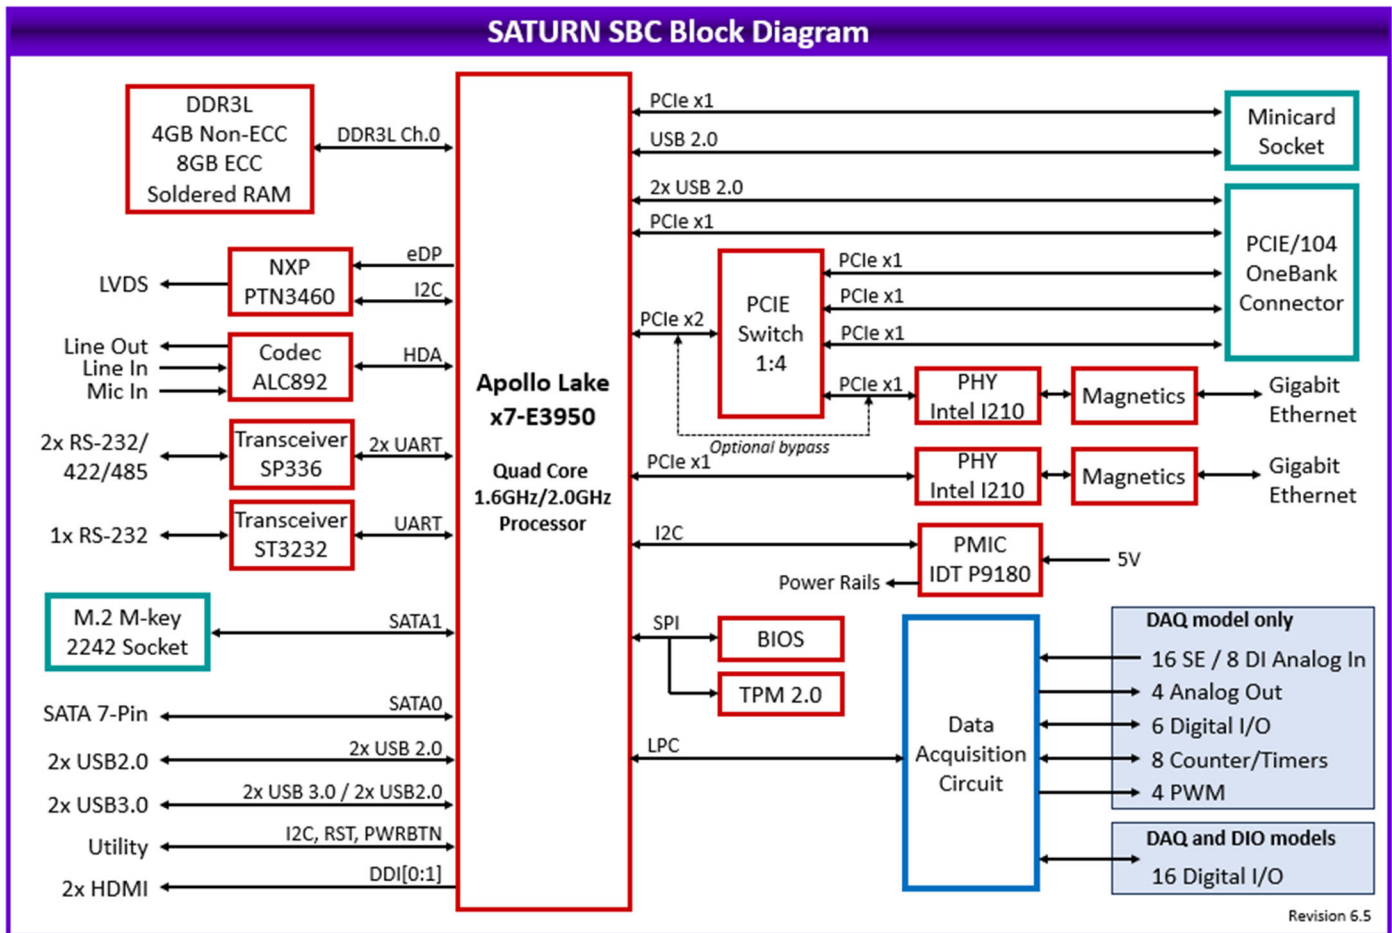 SATURN SBC Block Diagram
DDR3L
4GB Non-ECC
8GB ECC
Soldered RAM
DDR3L Ch.0
NXP
PTN3460
eDP
I2C
LVDS
Line Out
Line In
Mic In
Codec
ALC892
HDA
2x RS-232/
422/485
Transceiver
SP336
2x UART
1x RS-232
Transceiver
ST3232
UART
M.2 M-key
2242 Socket
SATA1
SATA 7-Pin
SATA0
2x USB2.0
2x USB 2.0
2x USB3.0
2x USB 3.0 / 2x USB2.0
Utility
I2C, RST, PWRBTN
2x HDMI
DDI[0:1]
Apollo Lake
x7-E3950
Quad Core
1.6GHz/2.0GHz
Processor
PCIe x1
USB 2.0
Minicard
Socket
2x USB 2.0
PCIe x1
PCIE/104
OneBank
Connector
PCIe x2
PCIE
Switch
1:4
PCIe x1
PCIe x1
PCIe x1
PCIe x1
Optional bypass
PHY
Intel I210
Magnetics
Gigabit
Ethernet
PCIe x1
PHY
Intel I210
Magnetics
Gigabit
Ethernet
I2C
PMIC
IDT P9180
5V
Power Rails
SPI
BIOS
TPM 2.0
LPC
Data
Acquisition
Circuit
DAQ model only
16 SE / 8 DI Analog In
4 Analog Out
6 Digital I/O
8 Counter/Timers
4 PWM
DAQ and DIO models
16 Digital I/O
Revision 6.5